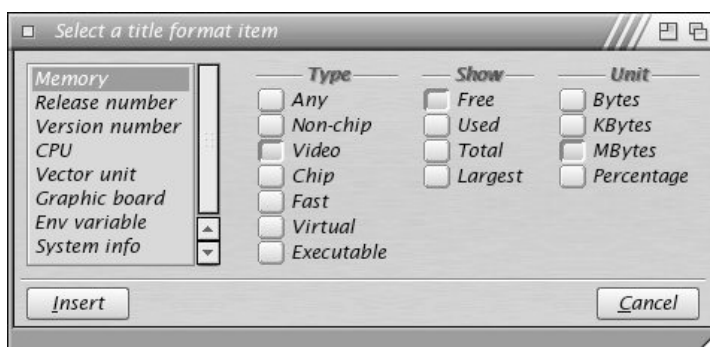 Select a title format item
Memory
Release number
Version number
CPU
Vector unit
Graphic board
Env variable
System info
Type
Any
Non-chip
Video
Chip
Fast
Virtual
Executable
Show
Free
Used
Total
Largest
Unit
Bytes
KBytes
MBytes
Percentage
Insert
Cancel